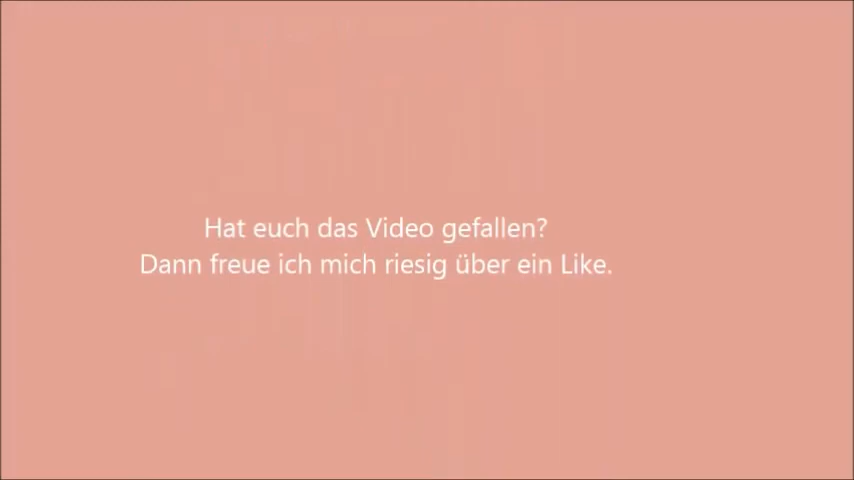 Hat euch das Video gefallen?
Dann freue ich mich riesig über ein Like.